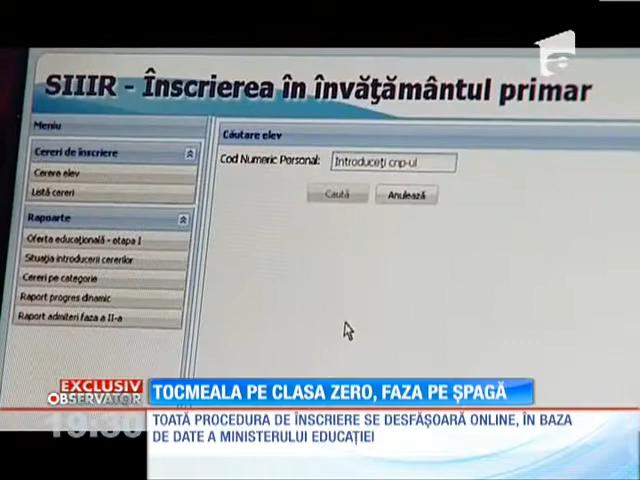 SIIIR - Înscrierea în învăţământul primar
Meniu
Cereri de înscriere
Cerere elev
Listă cereri
Rapoarte
Oferta educaţională - etapa I
Situaţia introducerii cererilor
Cereri pe categorie
Raport progres dinamic
Raport admiteri faza a II-a
Căutare elev
Cod Numeric Personal: Introduceţi cnp-ul
Caută Anulează
EXCLUSIV
OBSERVATOR
19:30
TOCMEALA PE CLASA ZERO, FAZA PE ŞPAGĂ
TOATĂ PROCEDURA DE ÎNSCRIERE SE DESFĂŞOARĂ ONLINE, ÎN BAZA
DE DATE A MINISTERULUI EDUCAŢIEI